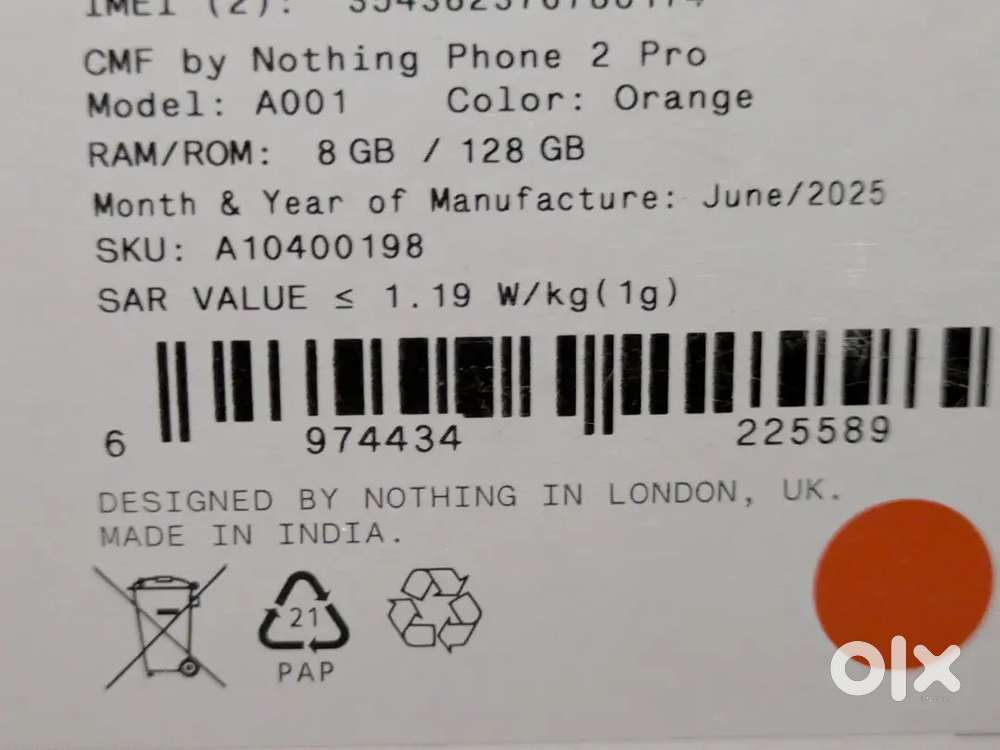 IMEI (2):
CMF by Nothing Phone 2 Pro
Model: A001 Color: Orange
RAM/ROM: 8 GB / 128 GB
Month & Year of Manufacture: June/2025
SKU: A10400198
SAR VALUE ≤ 1.19 W/kg(1g)
6 974434 225589
DESIGNED BY NOTHING IN LONDON, UK.
MADE IN INDIA.
21
PAP
olx